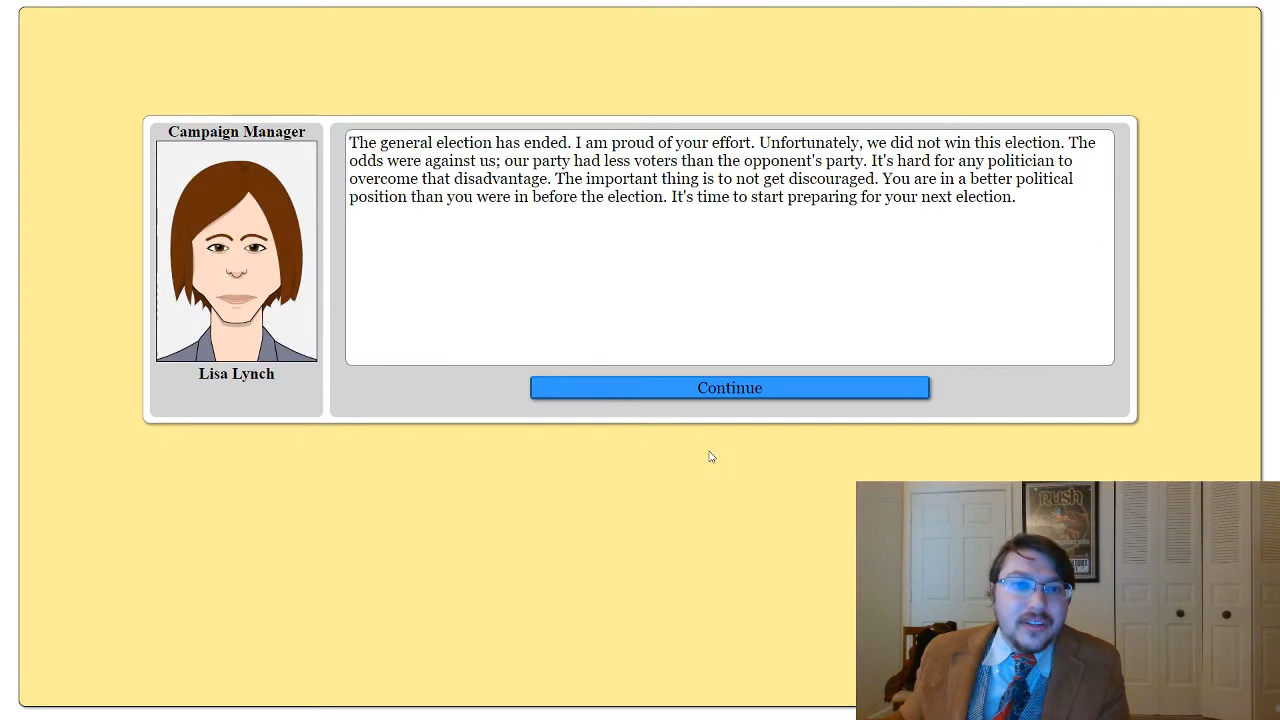 Campaign Manager
The general election has ended. I am proud of your effort. Unfortunately, we did not win this election. The
odds were against us; our party had less voters than the opponent's party. It's hard for any politician to
overcome that disadvantage. The important thing is to not get discouraged. You are in a better political
position than you were in before the election. It's time to start preparing for your next election.
Lisa Lynch
Continue
RUSH